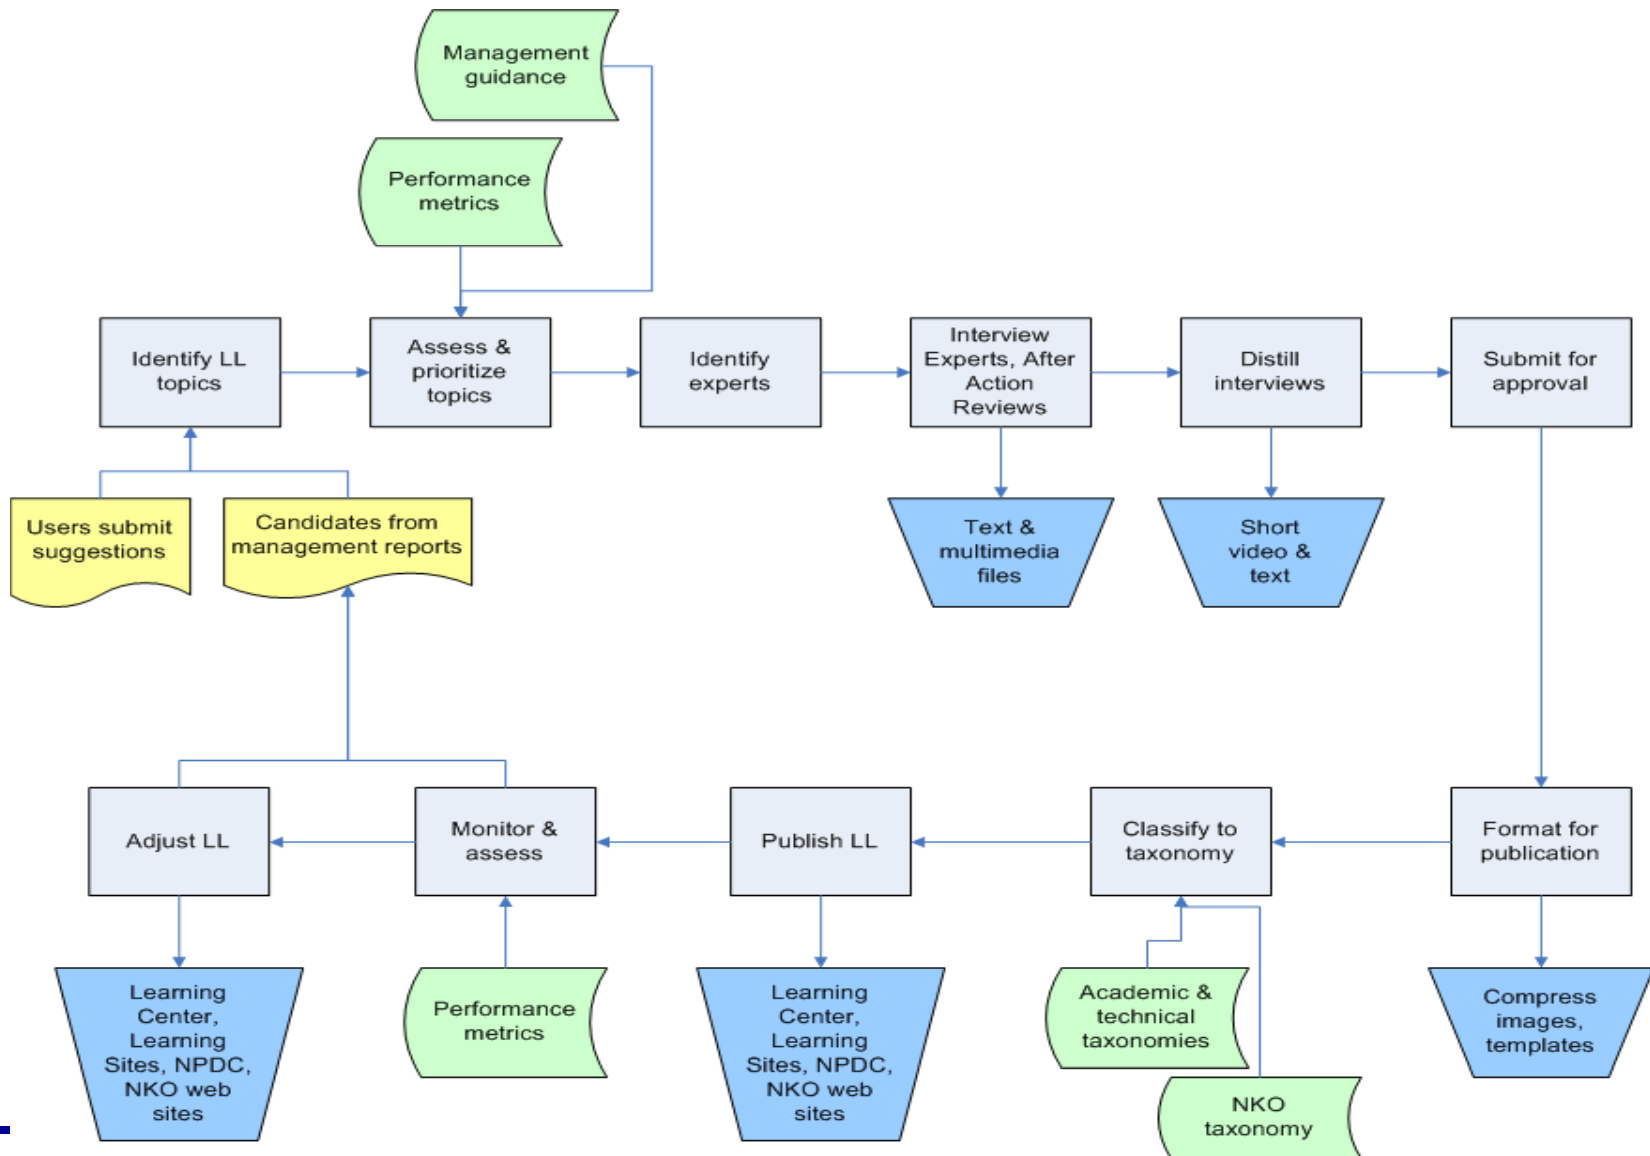 Management
guidance
Performance
metrics
Identify LL
topics
Assess &
prioritize
topics
Identify
experts
Interview
Experts, After
Action
Reviews
Distill
interviews
Submit for
approval
Users submit
suggestions
Candidates from
management reports
Text &
multimedia
files
Short
video &
text
Adjust LL
Monitor &
assess
Publish LL
Classify to
taxonomy
Format for
publication
Learning
Center,
Learning
Sites, NPDC,
NKO web
sites
Performance
metrics
Learning
Center,
Learning
Sites, NPDC,
NKO web
sites
Academic &
technical
taxonomies
NKO
taxonomy
Compress
images,
templates